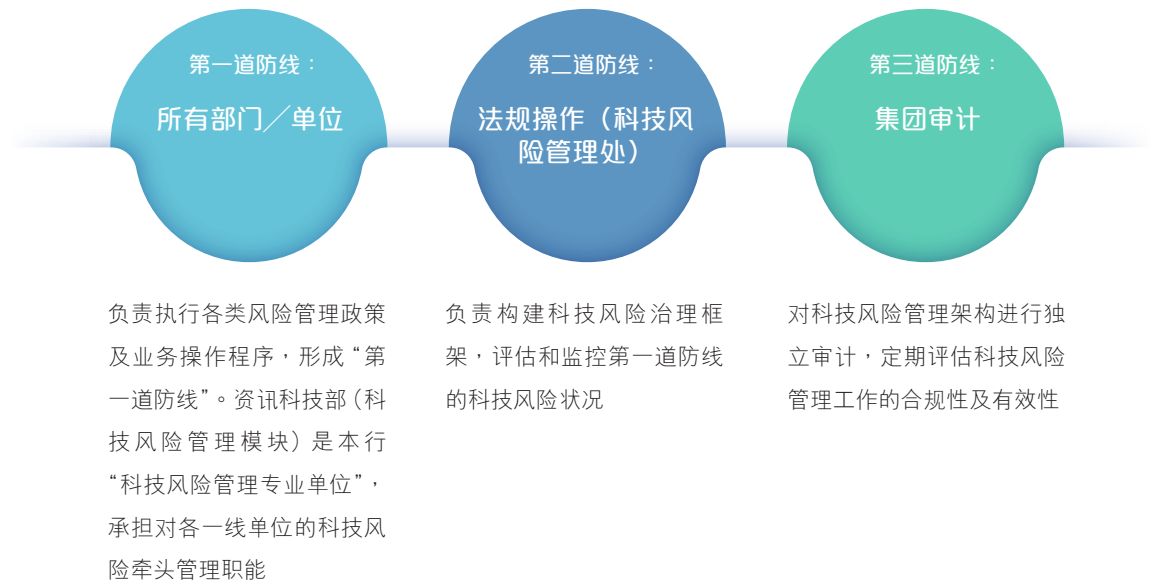 第一道防线：
所有部门／单位
负责执行各类风险管理政策
及业务操作程序，形成“第
一道防线”。资讯科技部（科
技风险管理模块）是本行
“科技风险管理专业单位”，
承担对各一线单位的科技风
险牵头管理职能
第二道防线：
法规操作（科技风
险管理处）
负责构建科技风险治理框
架，评估和监控第一道防线
的科技风险状况
第三道防线：
集团审计
对科技风险管理架构进行独
立审计，定期评估科技风险
管理工作的合规性及有效性